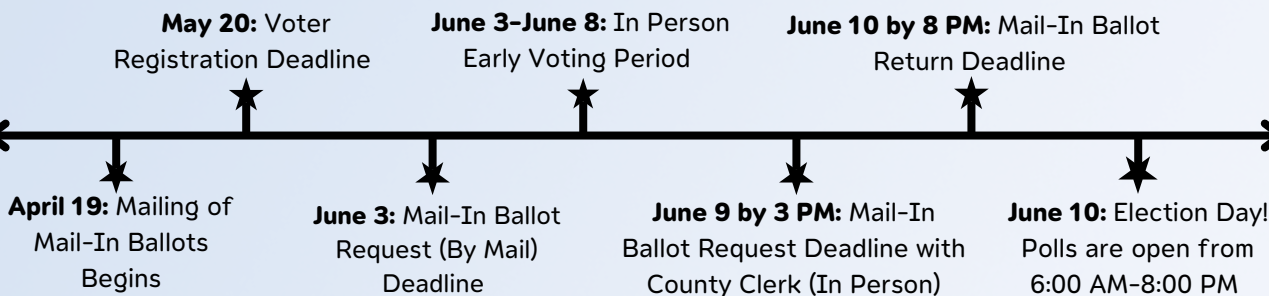 May 20: Voter
Registration Deadline
June 3-June 8: In Person
Early Voting Period
June 10 by 8 PM: Mail-In Ballot
Return Deadline
April 19: Mailing of
Mail-In Ballots
Begins
June 3: Mail-In Ballot
Request (By Mail)
Deadline
June 9 by 3 PM: Mail-In
Ballot Request Deadline with
County Clerk (In Person)
June 10: Election Day!
Polls are open from
6:00 AM-8:00 PM